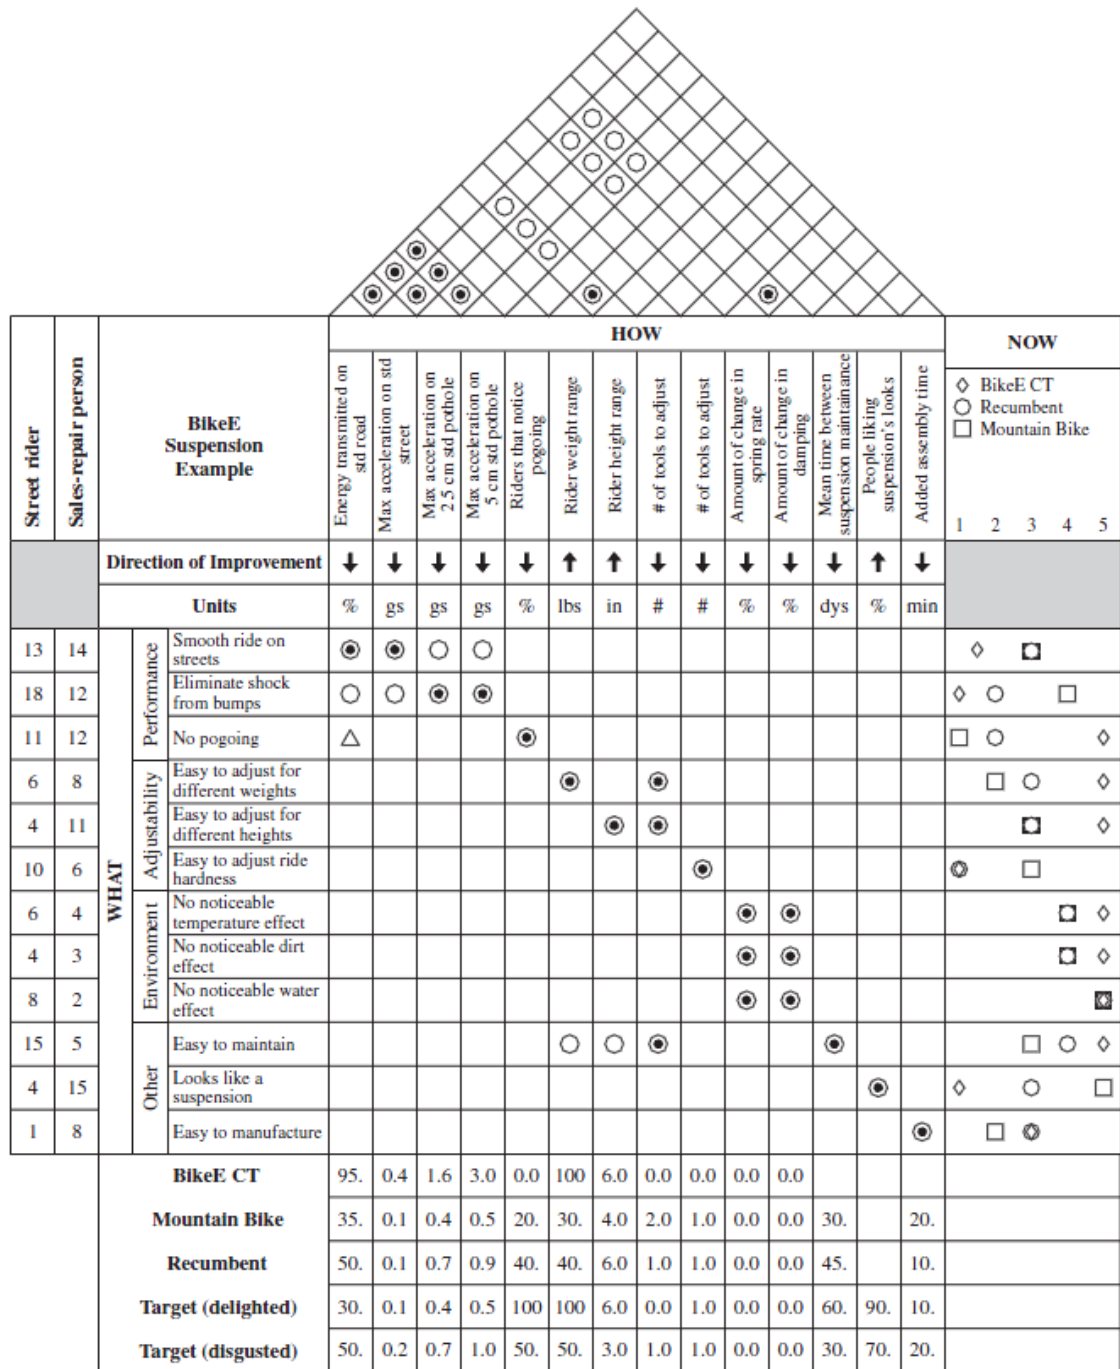 HOW
NOW
Street rider
Sales-repair person
BikeE
Suspension
Example
Energy transmitted on
std road
Max acceleration on std
street
Max acceleration on
2.5 cm std pothole
Max acceleration on
5 cm std pothole
Riders that notice
pogoing
Rider weight range
Rider height range
# of tools to adjust
# of tools to adjust
Amount of change in
spring rate
Amount of change in
damping
Mean time between
suspension maintainance
People liking
suspension's looks
Added assembly time
BikeE CT
Recumbent
Mountain Bike
1 2 3 4 5
Direction of Improvement
Units % gs gs gs % lbs in # # % % dys % min
WHAT
Performance
13 14 Smooth ride on
streets
18 12 Eliminate shock
from bumps
11 12 No pogoing
Adjustability
6 8 Easy to adjust for
different weights
4 11 Easy to adjust for
different heights
10 6 Easy to adjust ride
hardness
Environment
6 4 No noticeable
temperature effect
4 3 No noticeable dirt
effect
8 2 No noticeable water
effect
Other
15 5 Easy to maintain
4 15 Looks like a
suspension
1 8 Easy to manufacture
BikeE CT 95. 0.4 1.6 3.0 0.0 100 6.0 0.0 0.0 0.0 0.0
Mountain Bike 35. 0.1 0.4 0.5 20. 30. 4.0 2.0 1.0 0.0 0.0 30. 20.
Recumbent 50. 0.1 0.7 0.9 40. 40. 6.0 1.0 1.0 0.0 0.0 45. 10.
Target (delighted) 30. 0.1 0.4 0.5 100 100 6.0 0.0 1.0 0.0 0.0 60. 90. 10.
Target (disgusted) 50. 0.2 0.7 1.0 50. 50. 3.0 1.0 1.0 0.0 0.0 30. 70. 20.